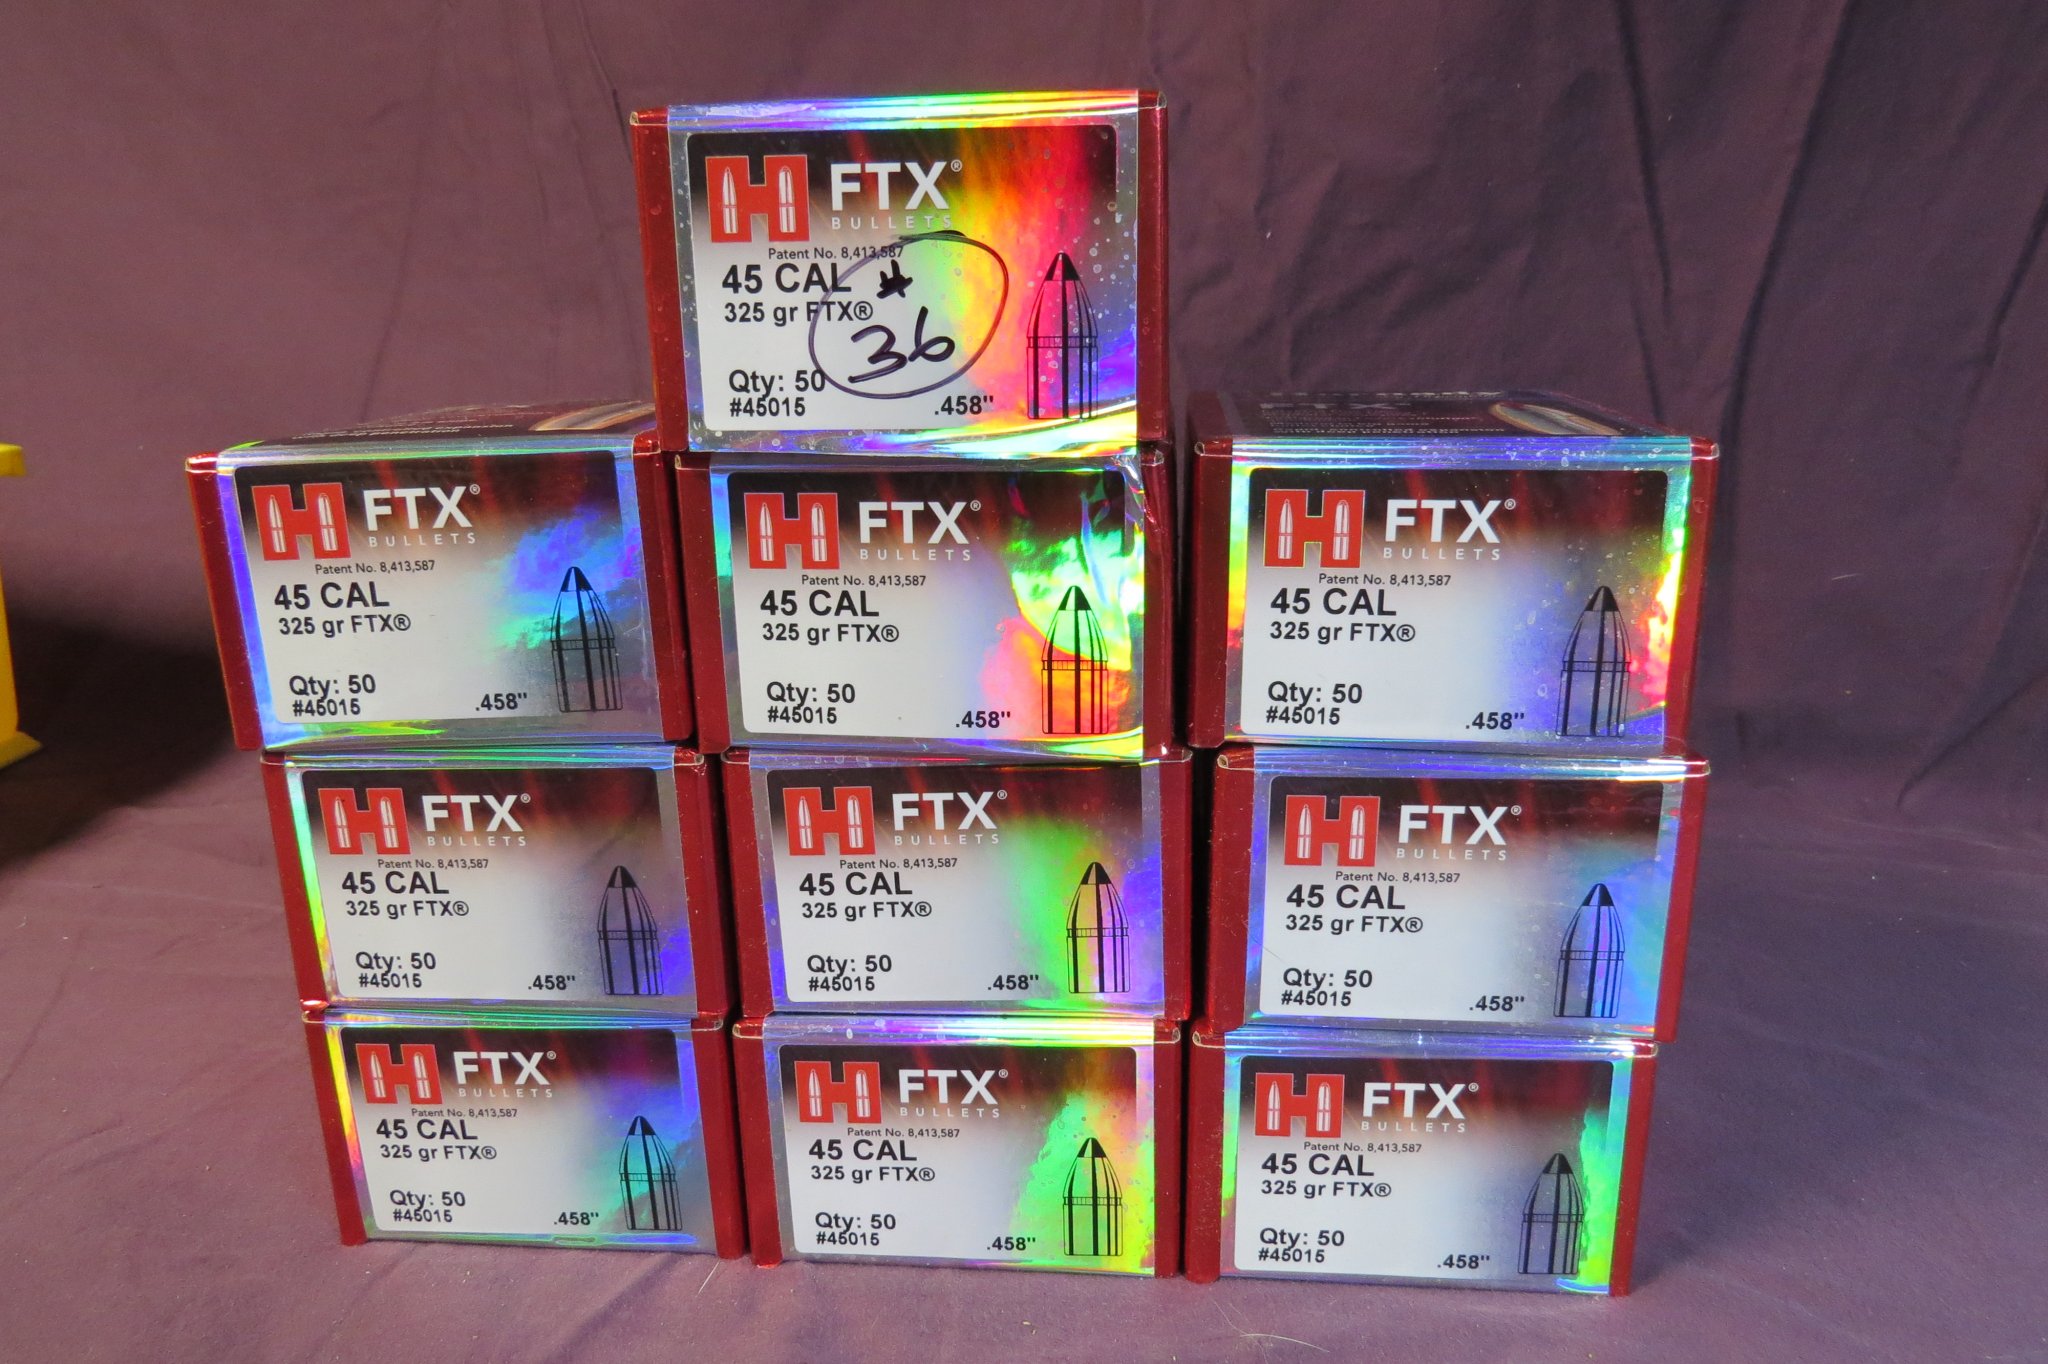 FTX®
BULLETS
Patent No. 8,413,587
45 CAL
#
325 gr FTX®
36
Qty: 50
#45015
.458"
FTX®
BULLETS
Patent No. 8,413,587
45 CAL
325 gr FTX®
Qty: 50
#45015
.458"
FTX®
BULLETS
Patent No. 8,413,587
45 CAL
325 gr FTX®
Qty: 50
#45015
.458"
FTX
FTX®
BULLETS
Patent No. 8,413,587
45 CAL
325 gr FTX®
Qty: 50
#45015
.458"
FTX®
BULLETS
Patent No. 8,413,587
45 CAL
325 gr FTX®
Qty: 50
#45015
.458"
FTX®
BULLETS
Patent No. 8,413,587
45 CAL
325 gr FTX®
Qty: 50
#45015
.458"
FTX®
BULLETS
Patent No. 8,413,587
45 CAL
325 gr FTX®
Qty: 50
#45015
.458"
FTX®
BULLETS
Patent No. 8,413,587
45 CAL
325 gr FTX®
Qty: 50
#45015
.458"
FTX®
BULLETS
Patent No. 8,413,587
45 CAL
325 gr FTX®
Qty: 50
#45015
.458"
FTX®
BULLETS
Patent No. 8,413,587
45 CAL
325 gr FTX®
Qty: 50
#45015
.458"